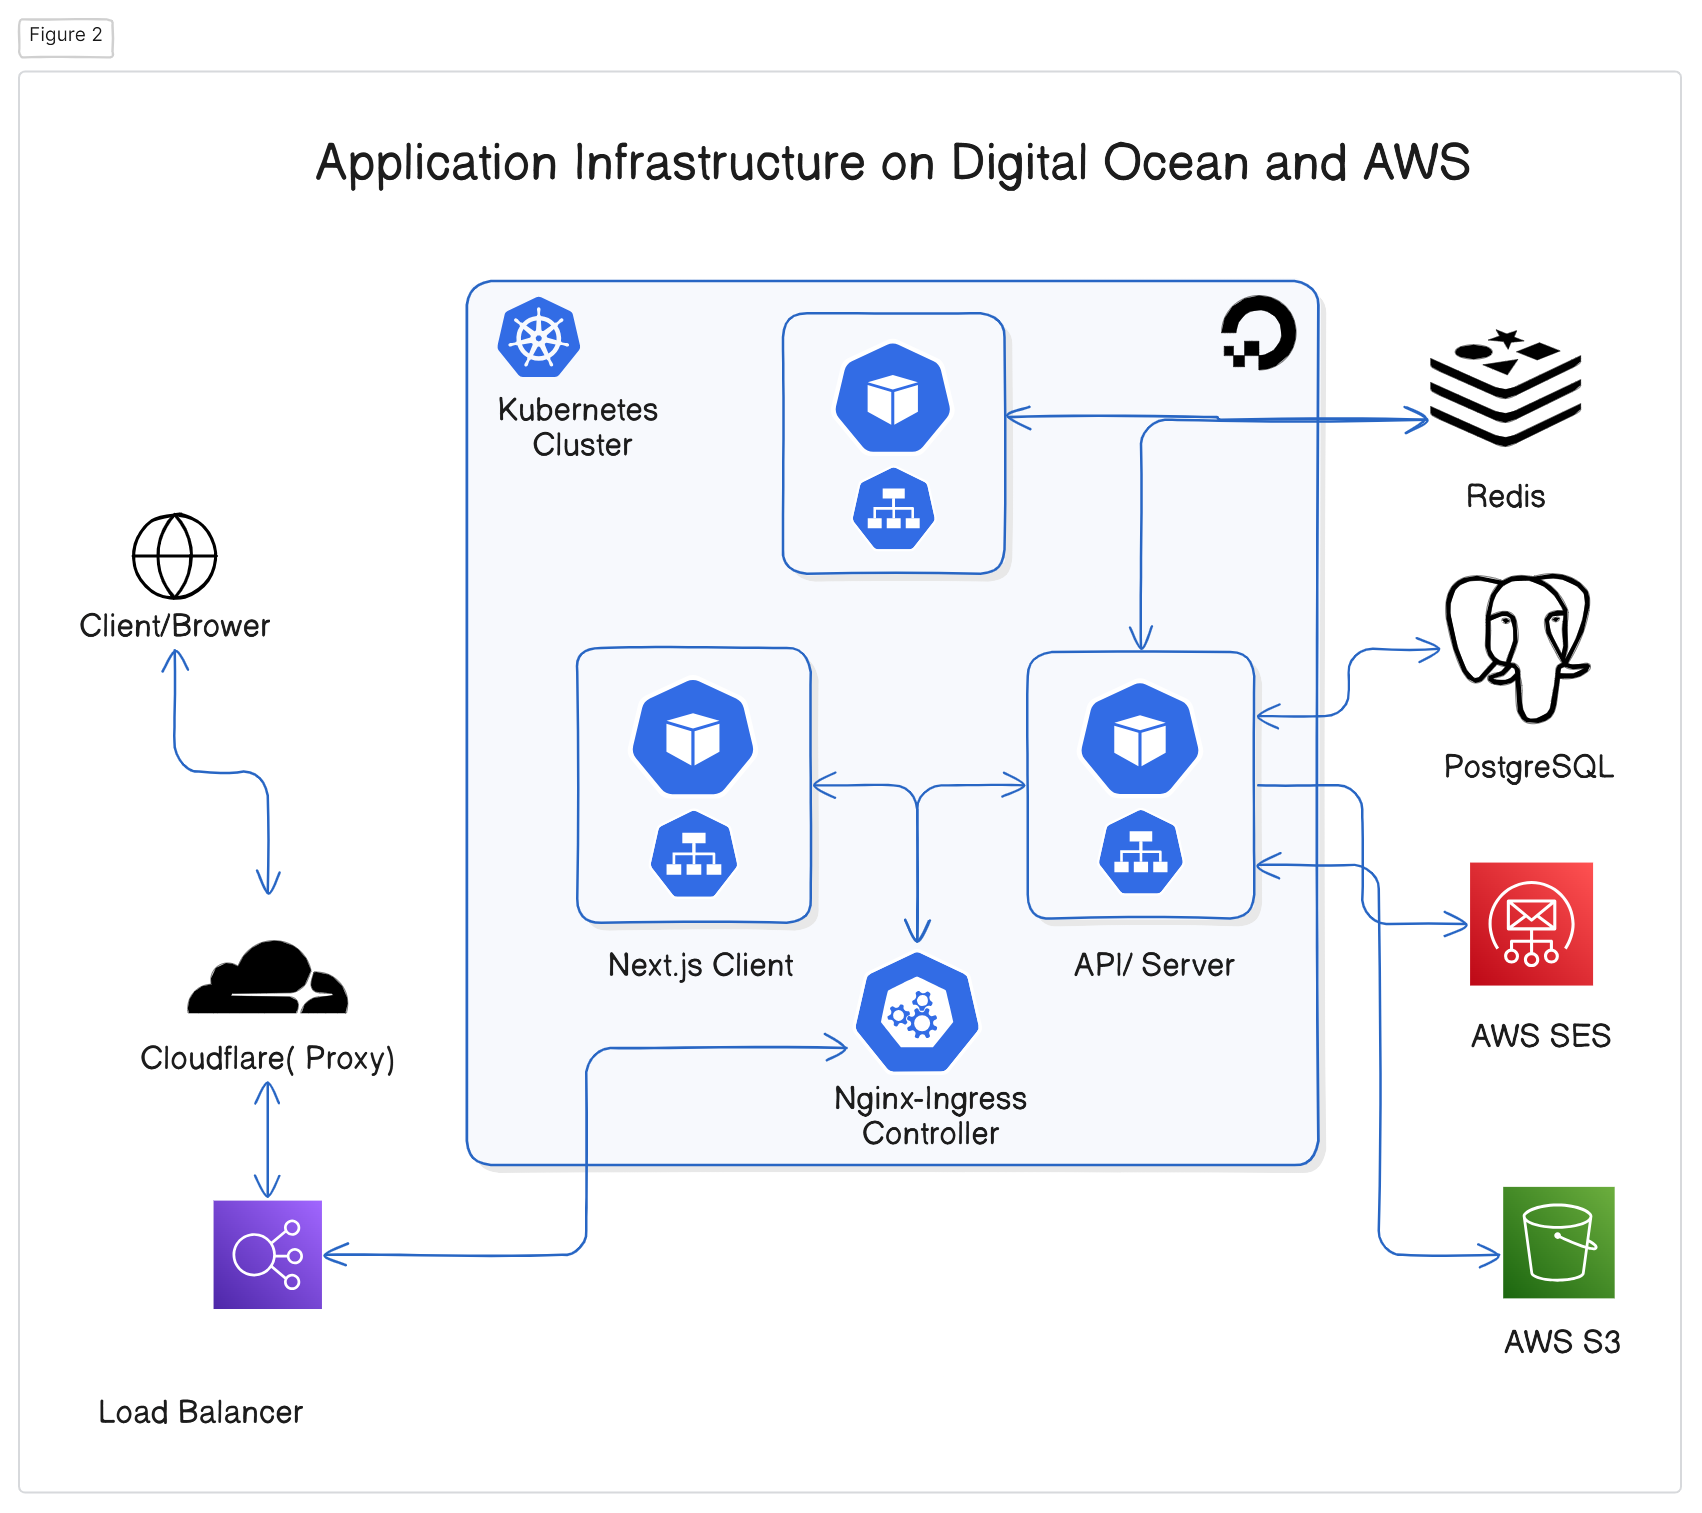 Figure 2
Application Infrastructure on Digital Ocean and AWS
Kubernetes
Cluster
Redis
Client/Brower
PostgreSQL
Next.js Client
API/ Server
AWS SES
Cloudflare( Proxy)
Nginx-Ingress
Controller
AWS S3
Load Balancer